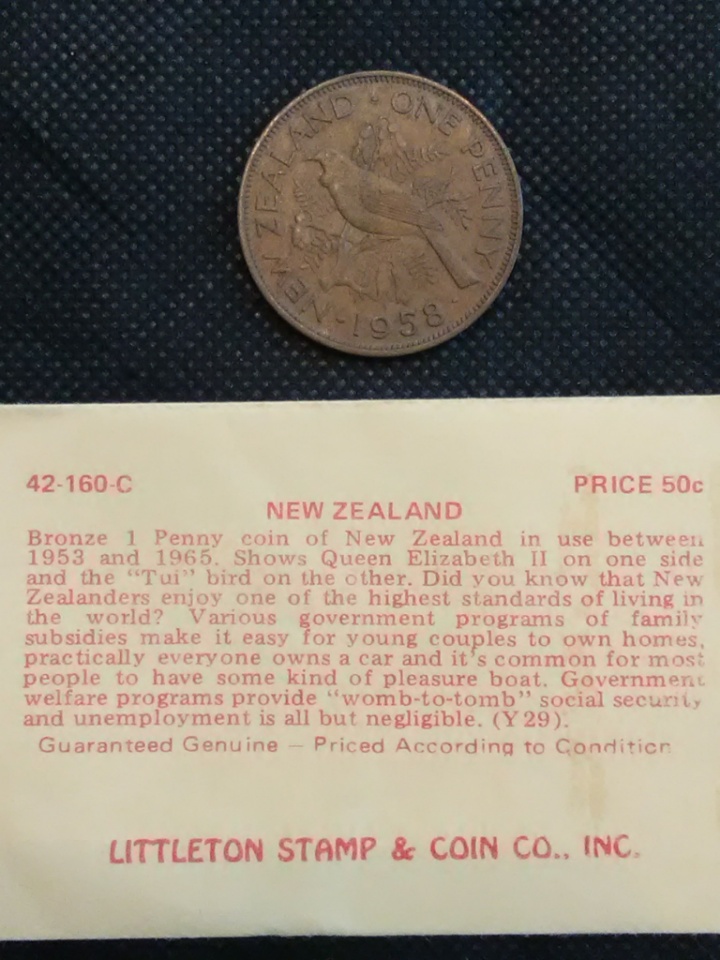 NEW ZEALAND · ONE PENNY
· 1958 ·
42-160-C PRICE 50c
NEW ZEALAND
Bronze 1 Penny coin of New Zealand in use between
1953 and 1965. Shows Queen Elizabeth II on one side
and the "Tui" bird on the other. Did you know that New
Zealanders enjoy one of the highest standards of living in
the world? Various government programs of family
subsidies make it easy for young couples to own homes,
practically everyone owns a car and it's common for most
people to have some kind of pleasure boat. Government
welfare programs provide "womb-to-tomb" social security
and unemployment is all but negligible. (Y29).
Guaranteed Genuine – Priced According to Condition
LITTLETON STAMP & COIN CO., INC.